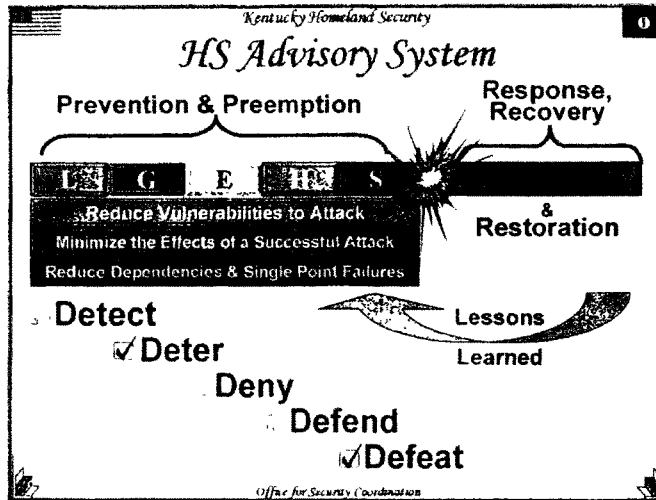 Kentucky Homeland Security
HS Advisory System
Prevention & Preemption
Response,
Recovery
L G E H S
&
Restoration
Reduce Vulnerabilities to Attack
Minimize the Effects of a Successful Attack
Reduce Dependencies & Single Point Failures
Lessons
Learned
Detect
Deter
Deny
Defend
Defeat
Office for Security Coordination